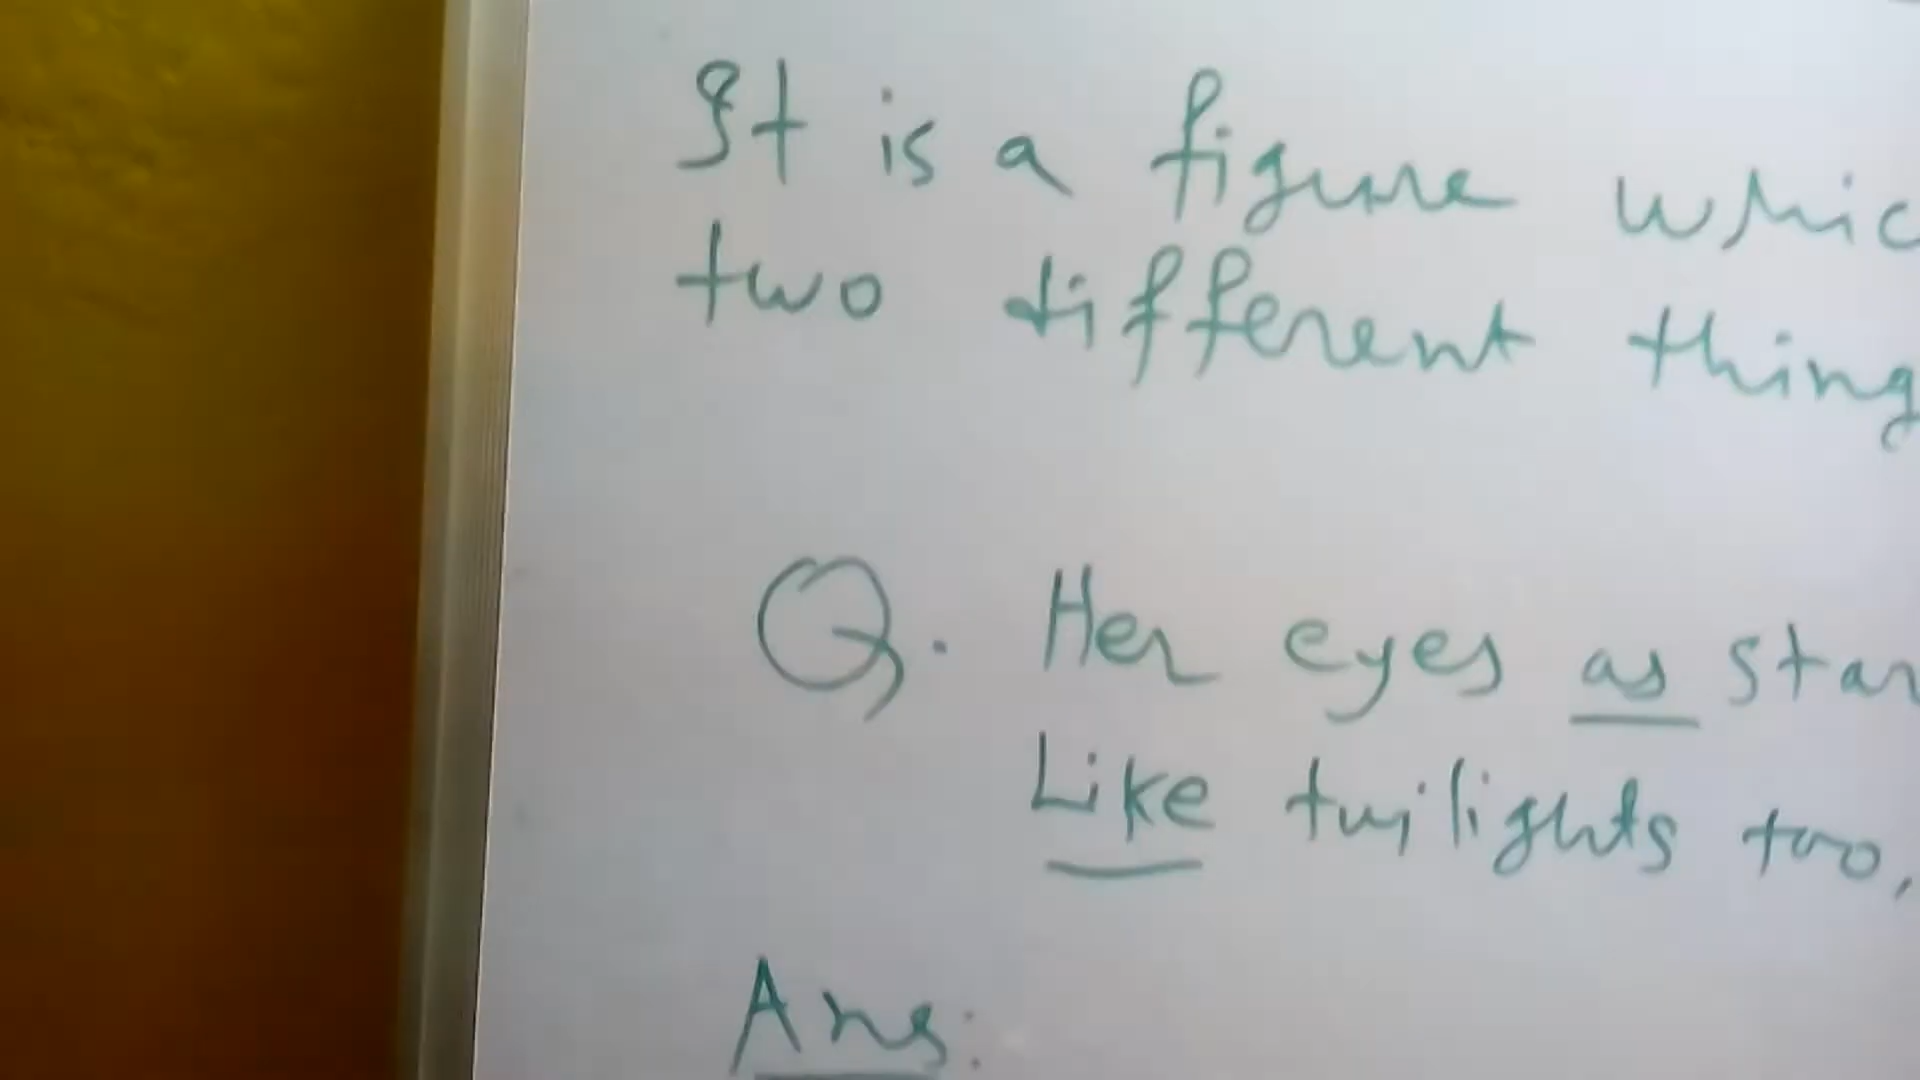 It is a figure whic
two different thing
Q. Her eyes as star
Like twilights too,
Ans: